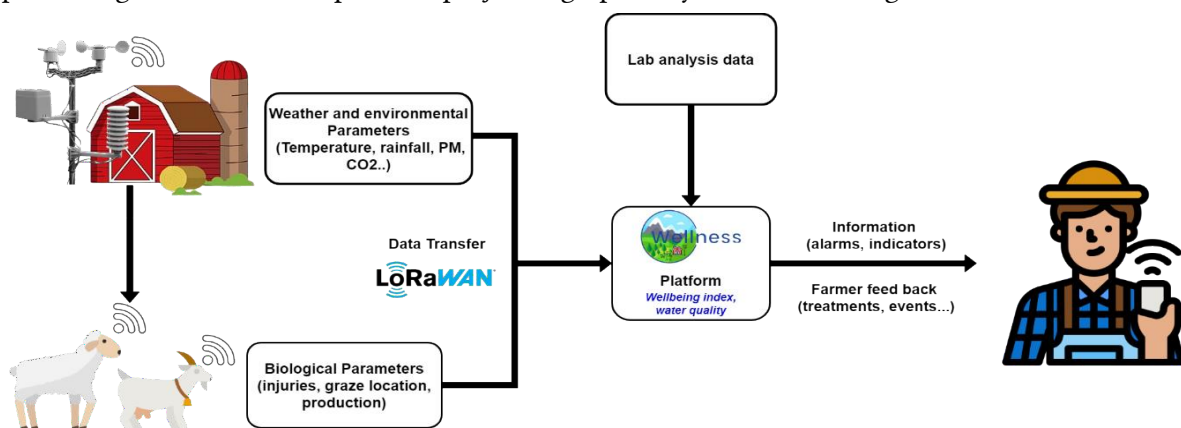 Lab analysis data
Weather and environmental
Parameters
(Temperature, rainfall, PM,
CO2..)
Data Transfer
LoRaWAN
Wellness
Platform
Wellbeing index,
water quality
Information
(alarms, indicators)
Farmer feed back
(treatments, events...)
Biological Parameters
(injuries, graze location,
production)